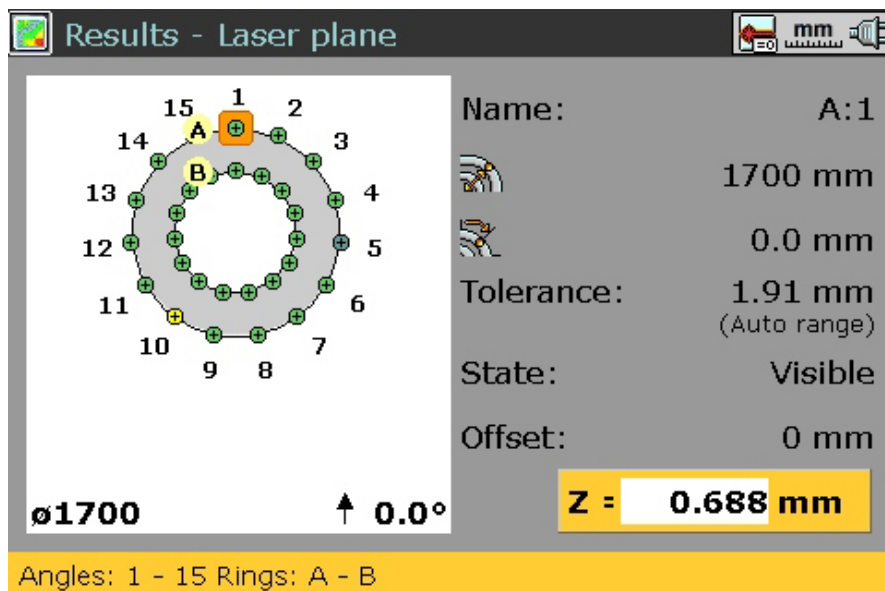 Results - Laser plane
=0
mm
15 1 2
A
14 3
B
13 4
12 5
11 6
10 7
9 8
ø1700 0.0°
Name: A:1
1700 mm
0.0 mm
Tolerance: 1.91 mm
(Auto range)
State: Visible
Offset: 0 mm
Z = 0.688 mm
Angles: 1 - 15 Rings: A - B